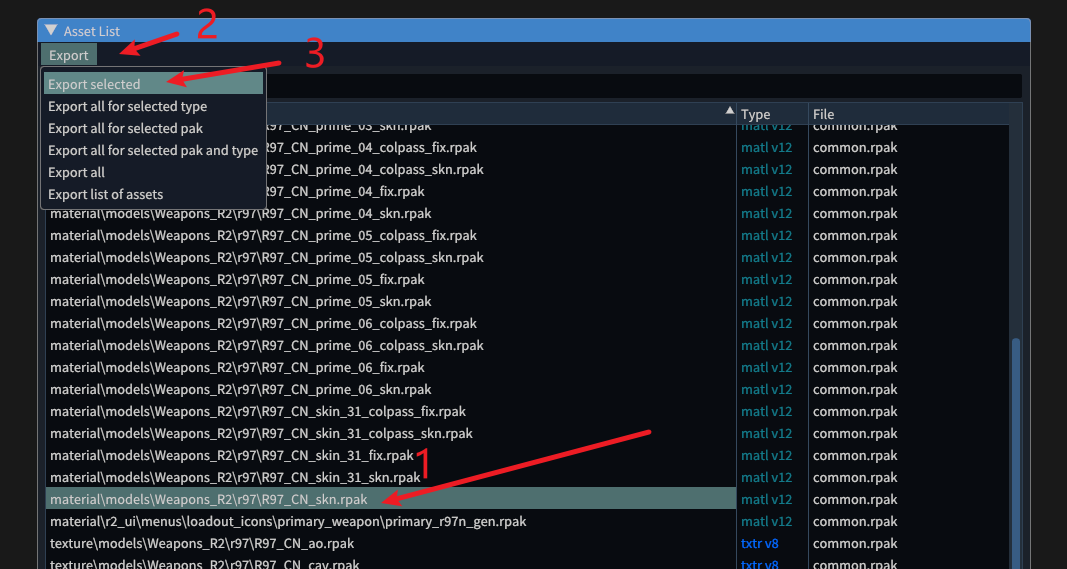 2
Asset List
Export
3
Export selected
Export all for selected type
Export all for selected pak
Export all for selected pak and type
Export all
Export list of assets
Type File
R97_CN_prime_03_skn.rpak matl v12 common.rpak
R97_CN_prime_04_colpass_fix.rpak matl v12 common.rpak
R97_CN_prime_04_colpass_skn.rpak matl v12 common.rpak
R97_CN_prime_04_fix.rpak matl v12 common.rpak
material\models\Weapons_R2\r97\R97_CN_prime_04_skn.rpak matl v12 common.rpak
material\models\Weapons_R2\r97\R97_CN_prime_05_colpass_fix.rpak matl v12 common.rpak
material\models\Weapons_R2\r97\R97_CN_prime_05_colpass_skn.rpak matl v12 common.rpak
material\models\Weapons_R2\r97\R97_CN_prime_05_fix.rpak matl v12 common.rpak
material\models\Weapons_R2\r97\R97_CN_prime_05_skn.rpak matl v12 common.rpak
material\models\Weapons_R2\r97\R97_CN_prime_06_colpass_fix.rpak matl v12 common.rpak
material\models\Weapons_R2\r97\R97_CN_prime_06_colpass_skn.rpak matl v12 common.rpak
material\models\Weapons_R2\r97\R97_CN_prime_06_fix.rpak matl v12 common.rpak
material\models\Weapons_R2\r97\R97_CN_prime_06_skn.rpak matl v12 common.rpak
material\models\Weapons_R2\r97\R97_CN_skin_31_colpass_fix.rpak matl v12 common.rpak
material\models\Weapons_R2\r97\R97_CN_skin_31_colpass_skn.rpak matl v12 common.rpak
material\models\Weapons_R2\r97\R97_CN_skin_31_fix.rpak matl v12 common.rpak
1
material\models\Weapons_R2\r97\R97_CN_skin_31_skn.rpak matl v12 common.rpak
material\models\Weapons_R2\r97\R97_CN_skn.rpak matl v12 common.rpak
material\r2_ui\menus\loadout_icons\primary_weapon\primary_r97n_gen.rpak matl v12 common.rpak
texture\models\Weapons_R2\r97\R97_CN_ao.rpak txtr v8 common.rpak
texture\models\Weapons_R2\r97\R97_CN_cav.rpak txtr v8 common.rpak